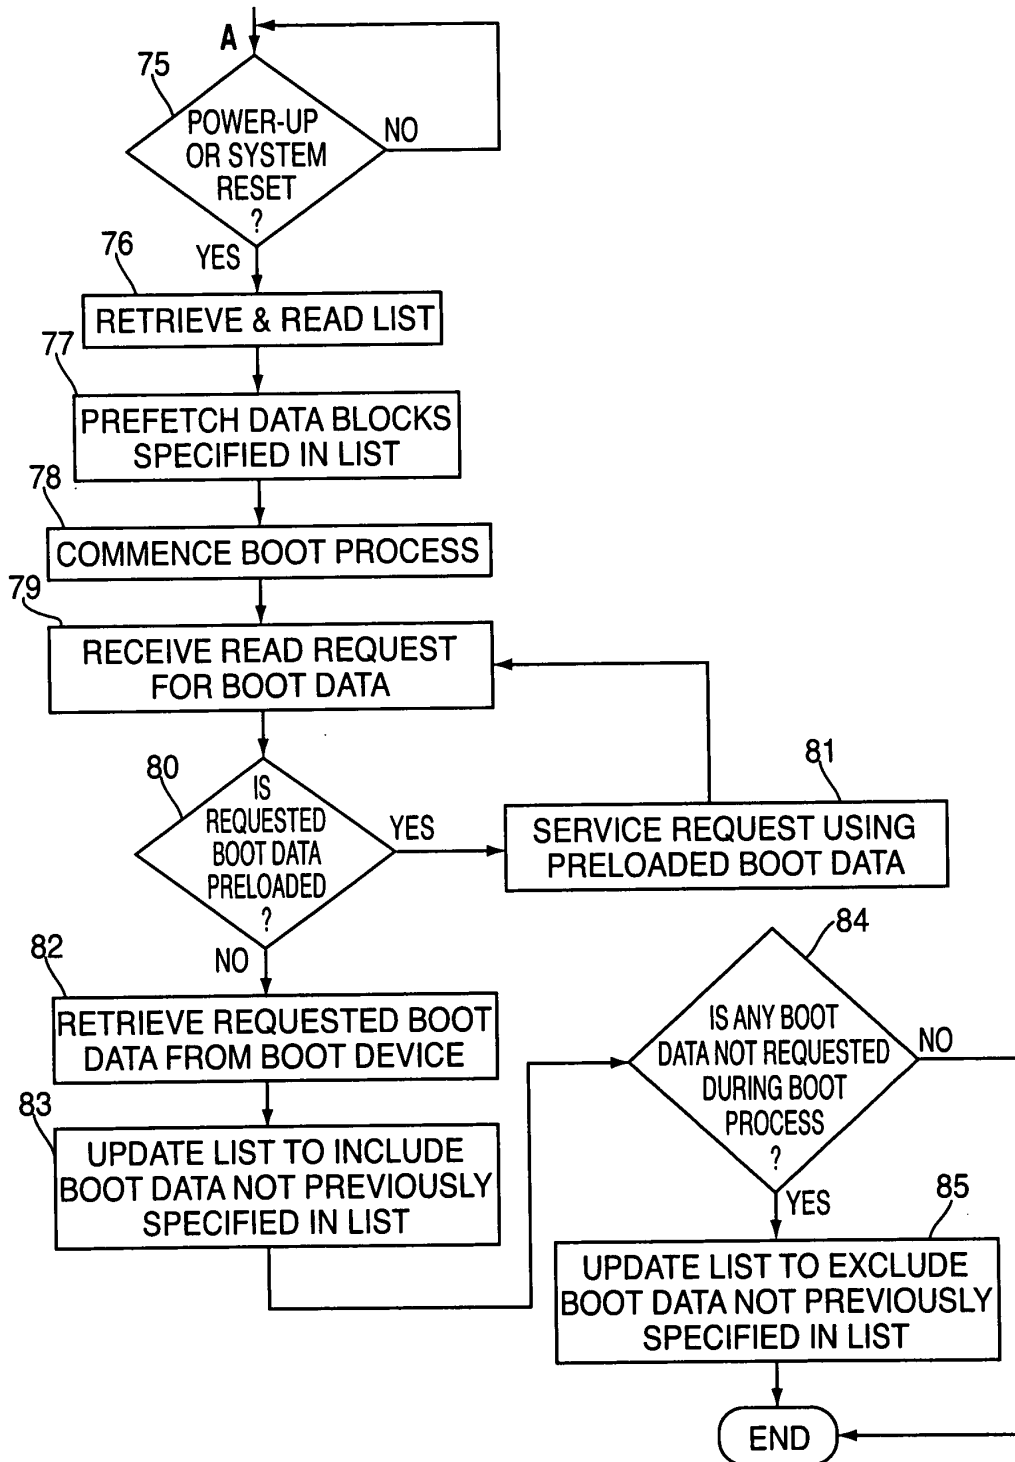 A
75
POWER-UP
OR SYSTEM
RESET
?
NO
YES
76
RETRIEVE & READ LIST
77
PREFETCH DATA BLOCKS
SPECIFIED IN LIST
78
COMMENCE BOOT PROCESS
79
RECEIVE READ REQUEST
FOR BOOT DATA
80
IS
REQUESTED
BOOT DATA
PRELOADED
?
YES
81
SERVICE REQUEST USING
PRELOADED BOOT DATA
NO
82
RETRIEVE REQUESTED BOOT
DATA FROM BOOT DEVICE
83
UPDATE LIST TO INCLUDE
BOOT DATA NOT PREVIOUSLY
SPECIFIED IN LIST
84
IS ANY BOOT
DATA NOT REQUESTED
DURING BOOT
PROCESS
?
NO
YES
85
UPDATE LIST TO EXCLUDE
BOOT DATA NOT PREVIOUSLY
SPECIFIED IN LIST
END